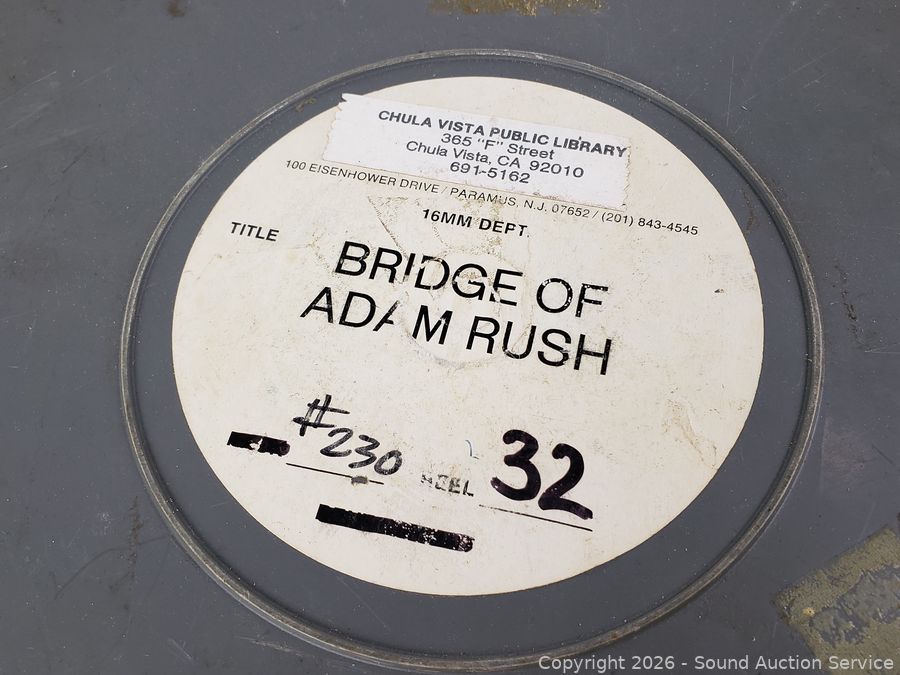 CHULA VISTA PUBLIC LIBRARY
365 "F" Street
Chula Vista, CA 92010
691-5162
100 EISENHOWER DRIVE / PARAMUS, N.J. 07652 / (201) 843-4545
16MM DEPT.
TITLE
BRIDGE OF
ADAM RUSH
#230
REEL 32
Copyright 2026 - Sound Auction Service